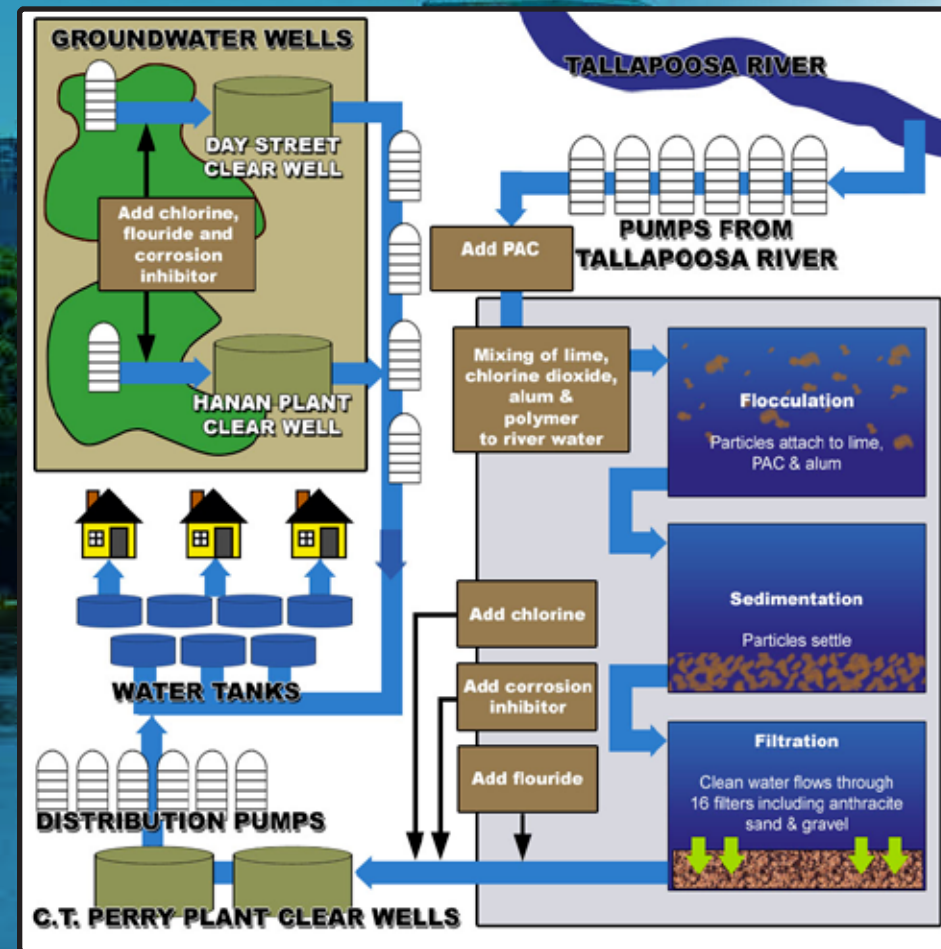 GROUNDWATER WELLS
DAY STREET
CLEAR WELL
Add chlorine,
flouride and
corrosion
inhibitor
HANAN PLANT
CLEAR WELL
TALLAPOOSA RIVER
PUMPS FROM
TALLAPOOSA RIVER
Add PAC
Mixing of lime,
chlorine dioxide,
alum &
polymer
to river water
Flocculation
Particles attach to lime,
PAC & alum
Sedimentation
Particles settle
Filtration
Clean water flows through
16 filters including anthracite
sand & gravel
Add chlorine
Add corrosion
inhibitor
Add flouride
WATER TANKS
DISTRIBUTION PUMPS
C.T. PERRY PLANT CLEAR WELLS